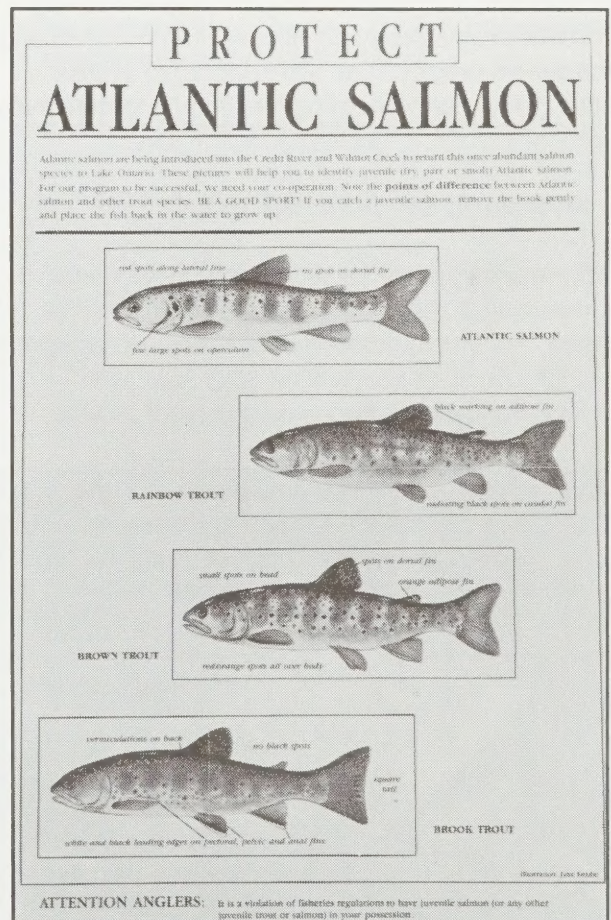 PROTECT
ATLANTIC SALMON
Atlantic salmon are being introduced into the Credit River and Wilmot Creek to return this once abundant salmon
species to Lake Ontario. These pictures will help you to identify juvenile (fry, parr or smolt) Atlantic salmon.
For our program to be successful, we need your co-operation. Note the points of difference between Atlantic
salmon and other trout species. BE A GOOD SPORT! If you catch a juvenile salmon, remove the hook gently
and place the fish back in the water to grow up.
red spots along lateral line
no spots on dorsal fin
few large spots on operculum
ATLANTIC SALMON
black marking on adipose fin
RAINBOW TROUT
radiating black spots on caudal fin
spots on dorsal fin
small spots on head
orange adipose fin
BROWN TROUT
red/orange spots all over body
vermiculations on back
no black spots
square
tail
white and black leading edges on pectoral, pelvic and anal fins
BROOK TROUT
Illustration:
ATTENTION ANGLERS: It is a violation of fisheries regulations to have juvenile salmon (or any other
juvenile trout or salmon) in your possession.